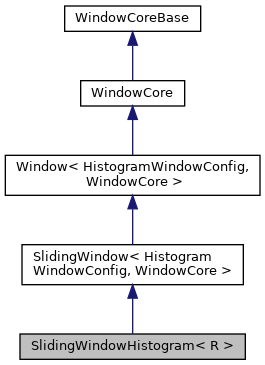 WindowCoreBase
WindowCore
Window< HistogramWindowConfig,
WindowCore >
SlidingWindow< Histogram
WindowConfig, WindowCore >
SlidingWindowHistogram< R >